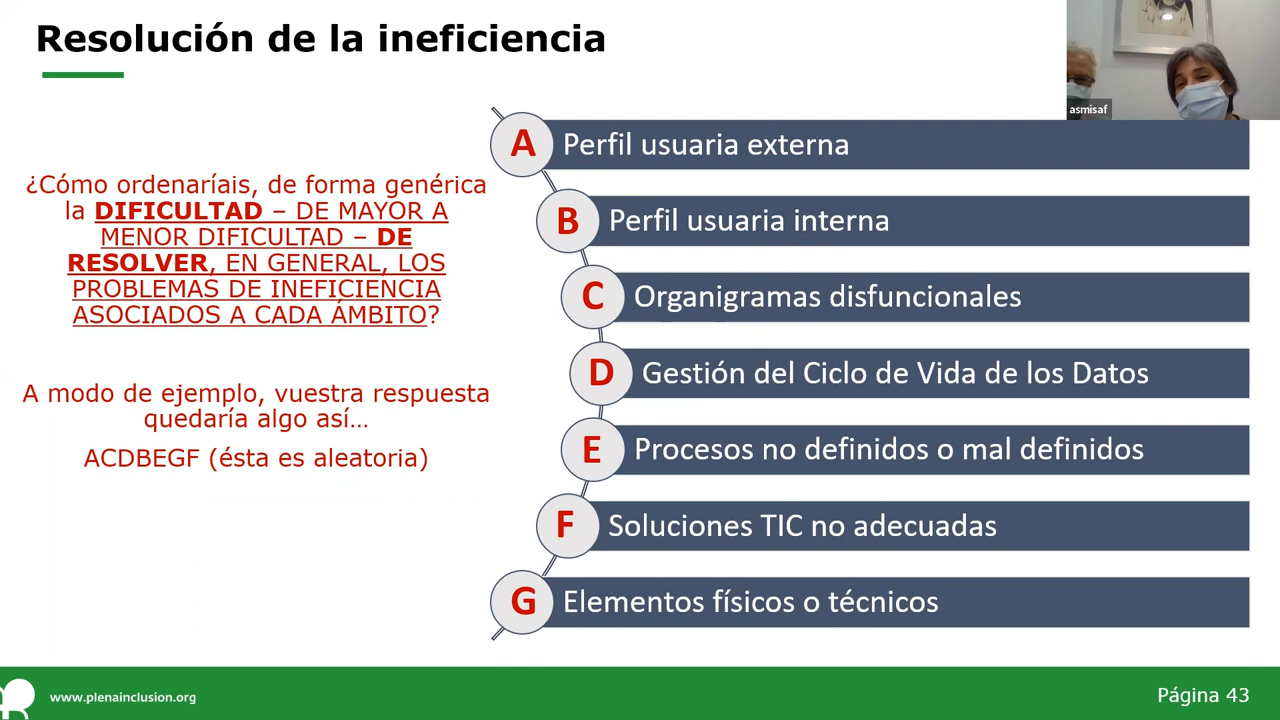 Resolución de la ineficiencia
asmisaf
¿Cómo ordenaríais, de forma genérica
la DIFICULTAD – DE MAYOR A
MENOR DIFICULTAD – DE
RESOLVER, EN GENERAL, LOS
PROBLEMAS DE INEFICIENCIA
ASOCIADOS A CADA ÁMBITO?
A modo de ejemplo, vuestra respuesta
quedaría algo así…
ACDBEGF (ésta es aleatoria)
A Perfil usuaria externa
B Perfil usuaria interna
C Organigramas disfuncionales
D Gestión del Ciclo de Vida de los Datos
E Procesos no definidos o mal definidos
F Soluciones TIC no adecuadas
G Elementos físicos o técnicos
www.plenainclusion.org
Página 43